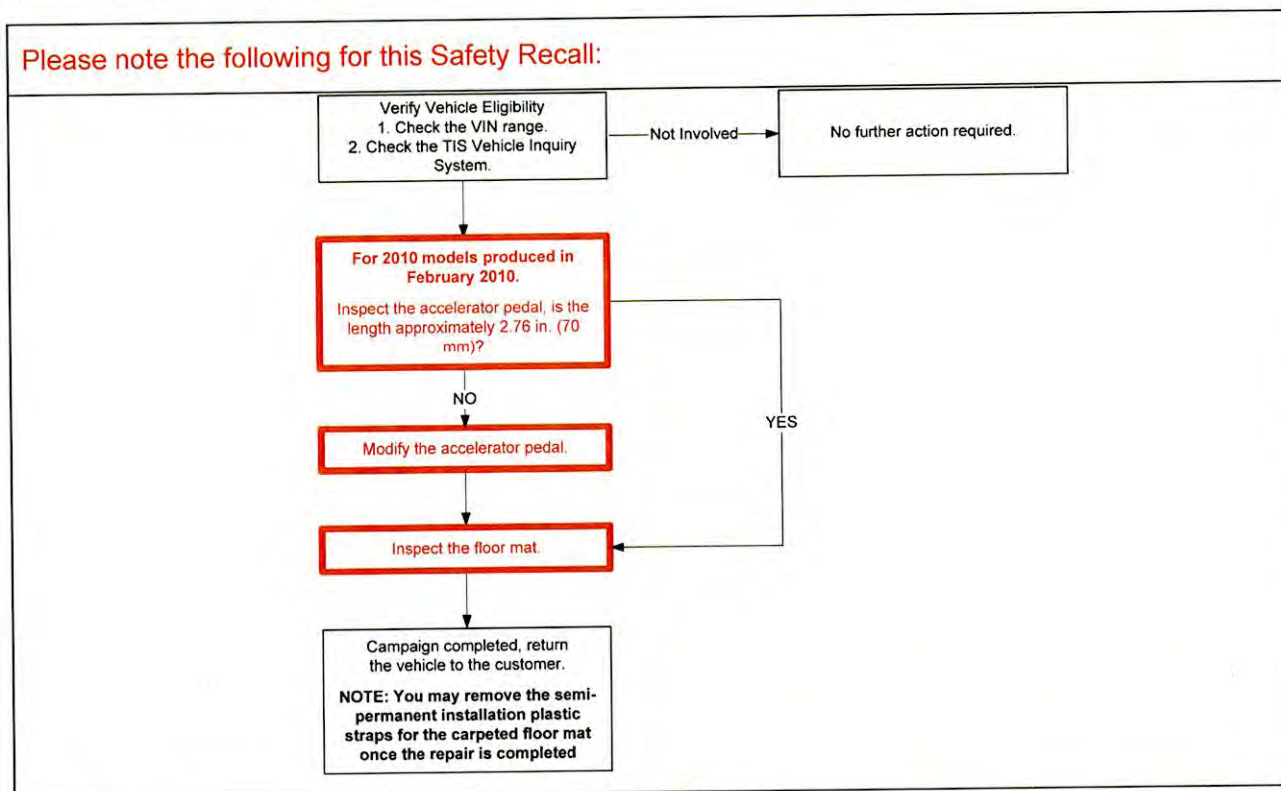 Please note the following for this Safety Recall:
Verify Vehicle Eligibility
1. Check the VIN range.
2. Check the TIS Vehicle Inquiry
System.
Not Involved
No further action required.
For 2010 models produced in
February 2010.
Inspect the accelerator pedal, is the
length approximately 2.76 in. (70
mm)?
NO
YES
Modify the accelerator pedal.
Inspect the floor mat.
Campaign completed, return
the vehicle to the customer.
NOTE: You may remove the semi-
permanent installation plastic
straps for the carpeted floor mat
once the repair is completed